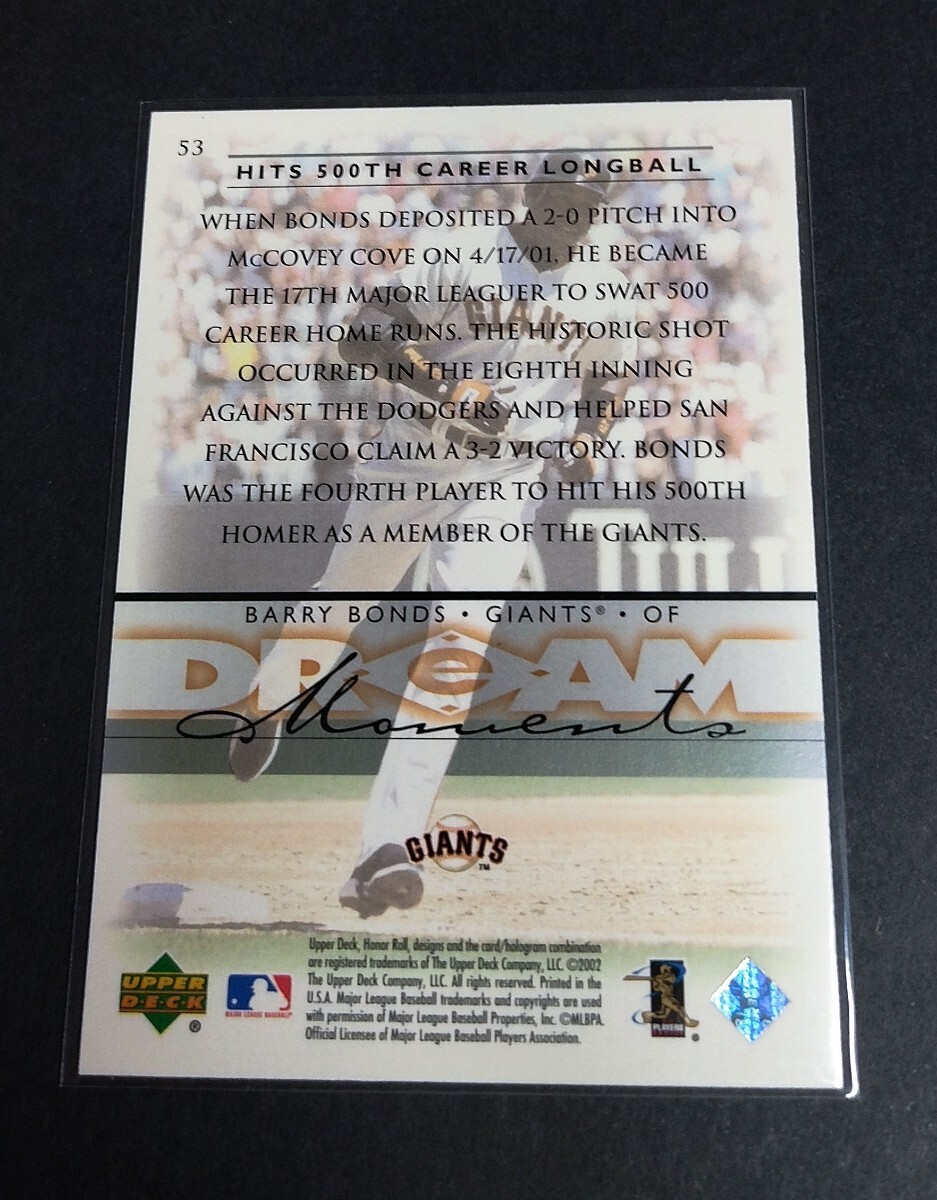 53
HITS 500TH CAREER LONGBALL
WHEN BONDS DEPOSITED A 2-0 PITCH INTO
McCOVEY COVE ON 4/17/01, HE BECAME
THE 17TH MAJOR LEAGUER TO SWAT 500
CAREER HOME RUNS. THE HISTORIC SHOT
OCCURRED IN THE EIGHTH INNING
AGAINST THE DODGERS AND HELPED SAN
FRANCISCO CLAIM A 3-2 VICTORY. BONDS
WAS THE FOURTH PLAYER TO HIT HIS 500TH
HOMER AS A MEMBER OF THE GIANTS.
GIANTS
BARRY BONDS • GIANTS® • OF
DREAM
Moments
GIANTS™
Upper Deck, Honor Roll, designs and the card/hologram combination
are registered trademarks of The Upper Deck Company, LLC. ©2002
The Upper Deck Company, LLC. All rights reserved. Printed in the
U.S.A. Major League Baseball trademarks and copyrights are used
with permission of Major League Baseball Properties, Inc. ©MLBPA.
Official Licensee of Major League Baseball Players Association.
UPPER
DECK®
MAJOR LEAGUE BASEBALL®
PLAYERS
®